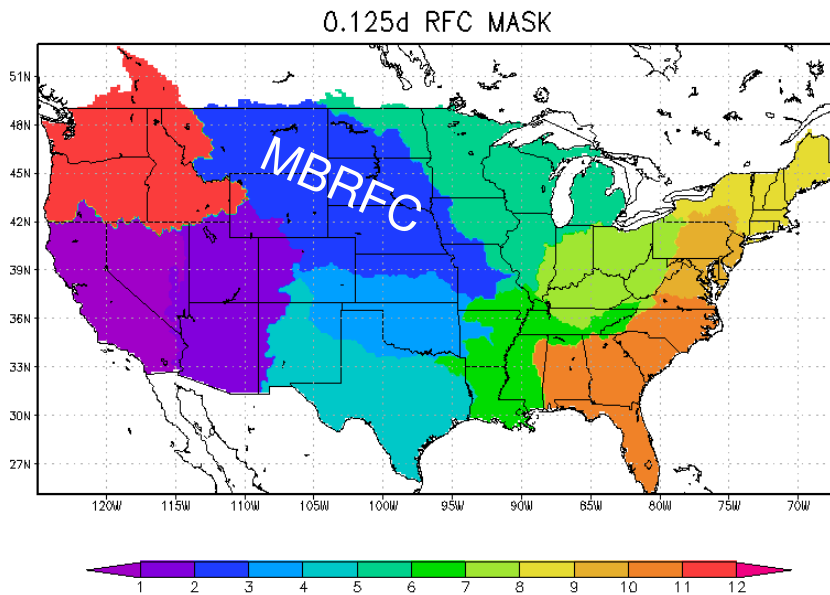 0.125d RFC MASK
51N
48N
45N
42N
39N
36N
33N
30N
27N
MBRFC
120W 115W 110W 105W 100W 95W 90W 85W 80W 75W 70W
1 2 3 4 5 6 7 8 9 10 11 12